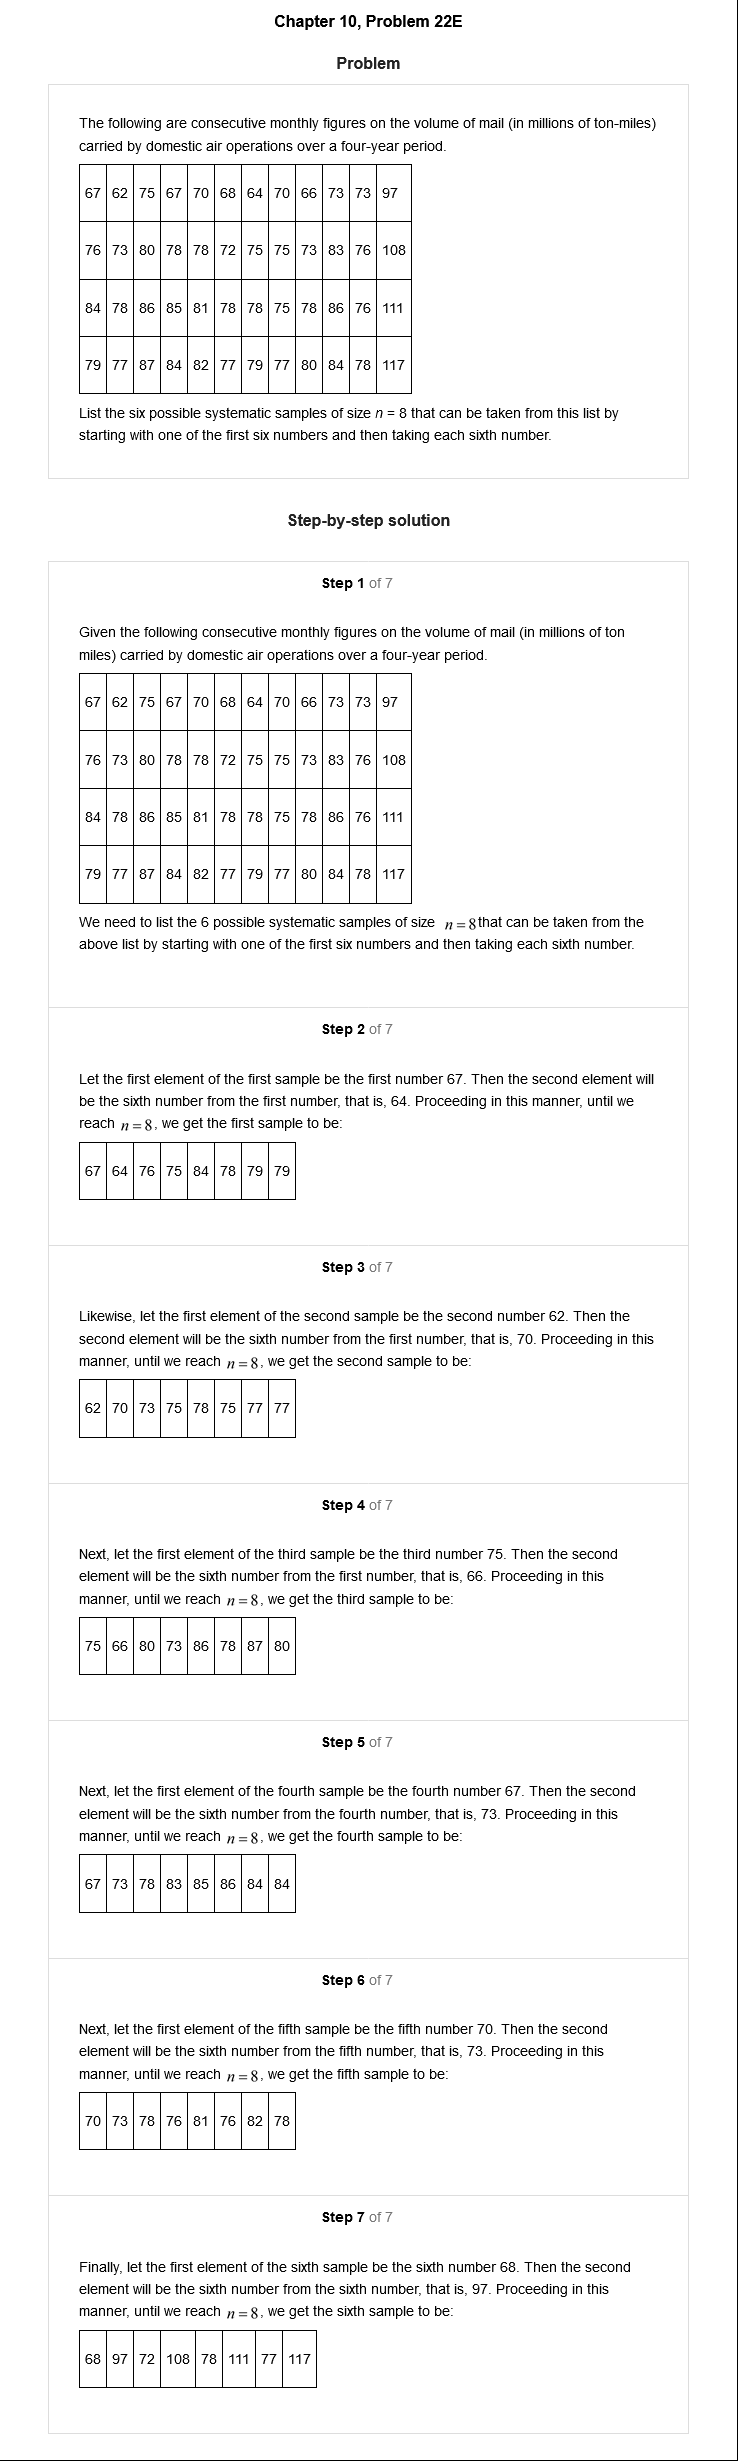 Chapter 10, Problem 22E
Problem
The following are consecutive monthly figures on the volume of mail (in millions of ton-miles)
carried by domestic air operations over a four-year period.
67 62 75 67 70 68 64 70 66 73 73 97
76 73 80 78 78 72 75 75 73 83 76 108
84 78 86 85 81 78 78 75 78 86 76 111
79 77 87 84 82 77 79 77 80 84 78 117
List the six possible systematic samples of size n = 8 that can be taken from this list by
starting with one of the first six numbers and then taking each sixth number.
Step-by-step solution
Step 1 of 7
Given the following consecutive monthly figures on the volume of mail (in millions of ton
miles) carried by domestic air operations over a four-year period.
67 62 75 67 70 68 64 70 66 73 73 97
76 73 80 78 78 72 75 75 73 83 76 108
84 78 86 85 81 78 78 75 78 86 76 111
79 77 87 84 82 77 79 77 80 84 78 117
We need to list the 6 possible systematic samples of size n = 8 that can be taken from the
above list by starting with one of the first six numbers and then taking each sixth number.
Step 2 of 7
Let the first element of the first sample be the first number 67. Then the second element will
be the sixth number from the first number, that is, 64. Proceeding in this manner, until we
reach n = 8, we get the first sample to be:
67 64 76 75 84 78 79 79
Step 3 of 7
Likewise, let the first element of the second sample be the second number 62. Then the
second element will be the sixth number from the first number, that is, 70. Proceeding in this
manner, until we reach n = 8, we get the second sample to be:
62 70 73 75 78 75 77 77
Step 4 of 7
Next, let the first element of the third sample be the third number 75. Then the second
element will be the sixth number from the first number, that is, 66. Proceeding in this
manner, until we reach n = 8, we get the third sample to be:
75 66 80 73 86 78 87 80
Step 5 of 7
Next, let the first element of the fourth sample be the fourth number 67. Then the second
element will be the sixth number from the fourth number, that is, 73. Proceeding in this
manner, until we reach n = 8, we get the fourth sample to be:
67 73 78 83 85 86 84 84
Step 6 of 7
Next, let the first element of the fifth sample be the fifth number 70. Then the second
element will be the sixth number from the fifth number, that is, 73. Proceeding in this
manner, until we reach n = 8, we get the fifth sample to be:
70 73 78 76 81 76 82 78
Step 7 of 7
Finally, let the first element of the sixth sample be the sixth number 68. Then the second
element will be the sixth number from the sixth number, that is, 97. Proceeding in this
manner, until we reach n = 8, we get the sixth sample to be:
68 97 72 108 78 111 77 117